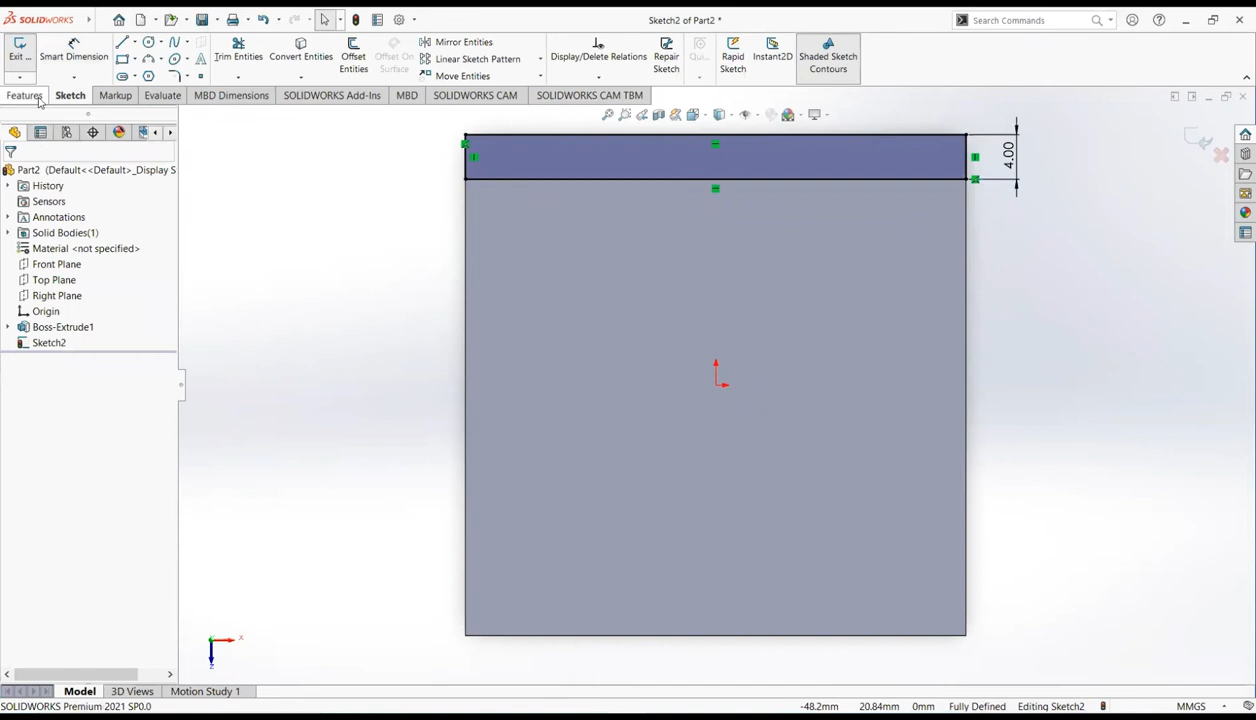 SOLIDWORKS
Sketch2 of Part2 *
Search Commands
Exit ...
Smart Dimension
Trim Entities
Convert Entities
Offset Entities
Offset On Surface
Mirror Entities
Linear Sketch Pattern
Move Entities
Display/Delete Relations
Repair Sketch
Qui...
Rapid Sketch
Instant2D
Shaded Sketch Contours
Features
Sketch
Markup
Evaluate
MBD Dimensions
SOLIDWORKS Add-Ins
MBD
SOLIDWORKS CAM
SOLIDWORKS CAM TBM
Part2 (Default<<Default>_Display S
History
Sensors
Annotations
Solid Bodies(1)
Material <not specified>
Front Plane
Top Plane
Right Plane
Origin
Boss-Extrude1
Sketch2
4.00
x
z
Model
3D Views
Motion Study 1
SOLIDWORKS Premium 2021 SP0.0
-48.2mm
20.84mm
0mm
Fully Defined
Editing Sketch2
MMGS